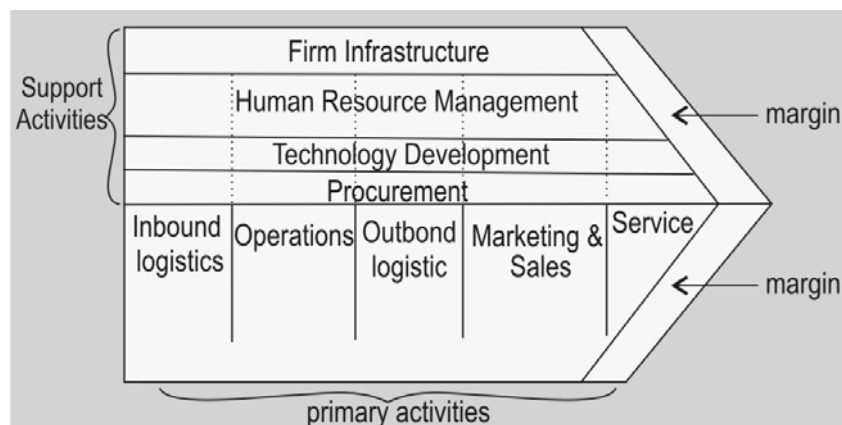 Firm Infrastructure
Support
Activities
Human Resource Management
margin
Technology Development
Procurement
Inbound
logistics
Operations
Outbond
logistic
Marketing &
Sales
Service
margin
primary activities